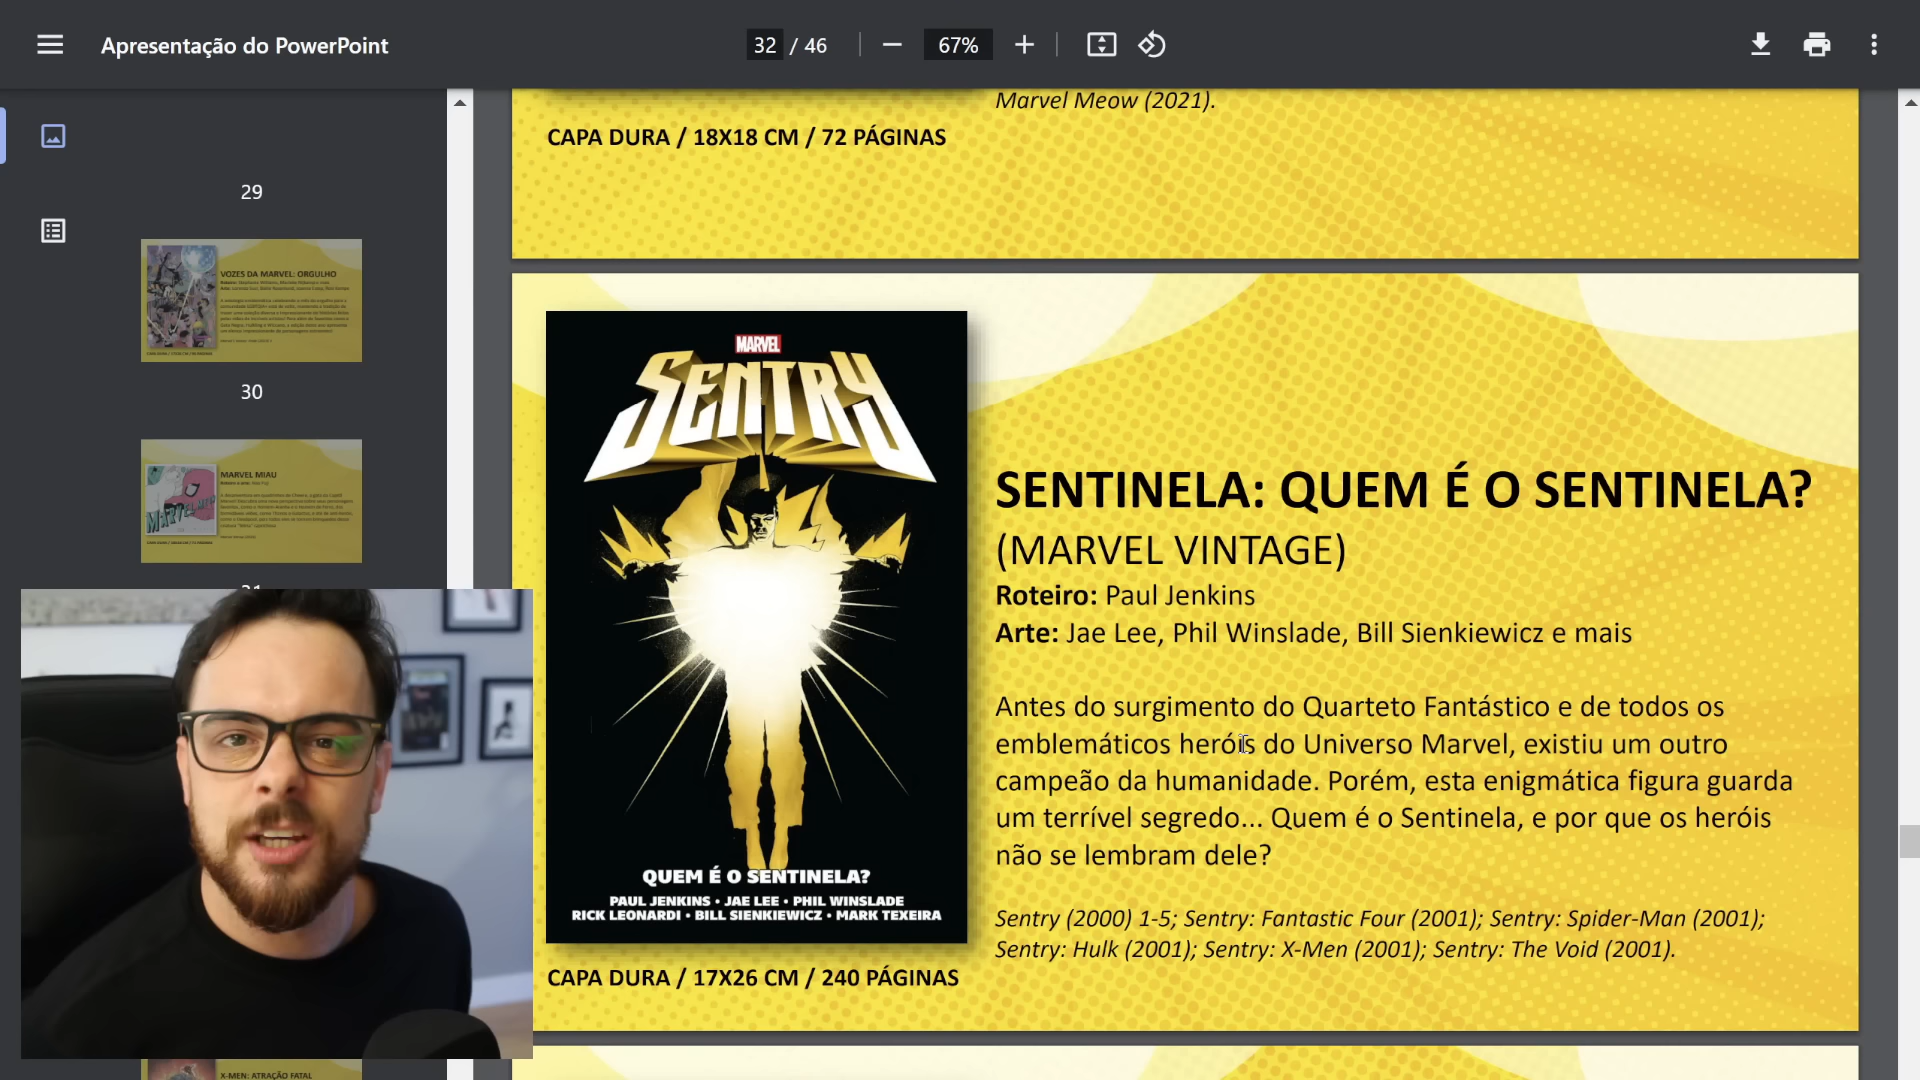 Apresentação do PowerPoint
32 / 46
67%
29
VOZES DA MARVEL: ORGULHO
30
MARVEL MIAU
Marvel Meow (2021).
CAPA DURA / 18X18 CM / 72 PÁGINAS
MARVEL
SENTRY
QUEM É O SENTINELA?
PAUL JENKINS • JAE LEE • PHIL WINSLADE
RICK LEONARDI • BILL SIENKIEWICZ • MARK TEXEIRA
CAPA DURA / 17X26 CM / 240 PÁGINAS
SENTINELA: QUEM É O SENTINELA?
(MARVEL VINTAGE)
Roteiro: Paul Jenkins
Arte: Jae Lee, Phil Winslade, Bill Sienkiewicz e mais
Antes do surgimento do Quarteto Fantástico e de todos os
emblemáticos heróis do Universo Marvel, existiu um outro
campeão da humanidade. Porém, esta enigmática figura guarda
um terrível segredo... Quem é o Sentinela, e por que os heróis
não se lembram dele?
Sentry (2000) 1-5; Sentry: Fantastic Four (2001); Sentry: Spider-Man (2001);
Sentry: Hulk (2001); Sentry: X-Men (2001); Sentry: The Void (2001).
X-MEN: ATRAÇÃO FATAL